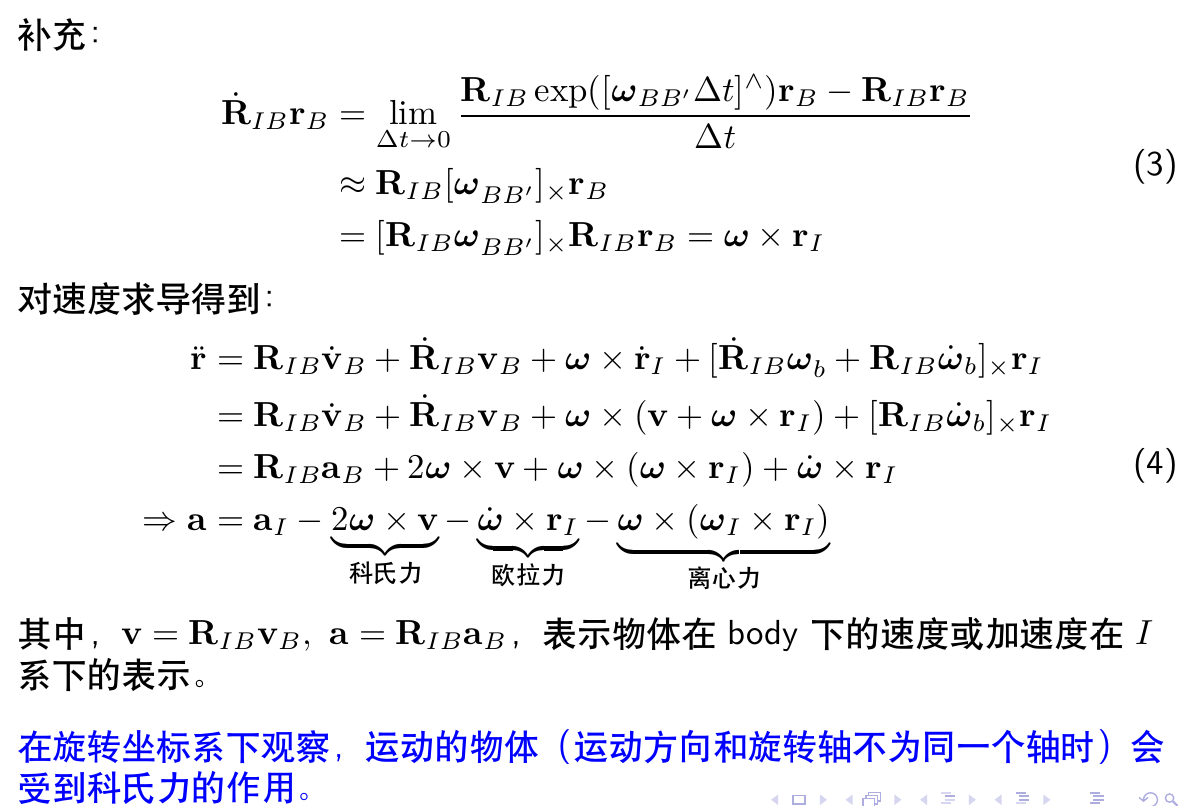 补充:
$\dot{\mathbf{R}}_{IB}\mathbf{r}_B = \lim_{\Delta t \to 0} \frac{\mathbf{R}_{IB}\exp([\boldsymbol{\omega}_{BB'}\Delta t]^{\wedge})\mathbf{r}_B - \mathbf{R}_{IB}\mathbf{r}_B}{\Delta t}$
$\approx \mathbf{R}_{IB}[\boldsymbol{\omega}_{BB'}]_{\times}\mathbf{r}_B$ (3)
$= [\mathbf{R}_{IB}\boldsymbol{\omega}_{BB'}]_{\times}\mathbf{R}_{IB}\mathbf{r}_B = \boldsymbol{\omega} \times \mathbf{r}_I$
对速度求导得到:
$\ddot{\mathbf{r}} = \mathbf{R}_{IB}\dot{\mathbf{v}}_B + \dot{\mathbf{R}}_{IB}\mathbf{v}_B + \boldsymbol{\omega} \times \dot{\mathbf{r}}_I + [\dot{\mathbf{R}}_{IB}\boldsymbol{\omega}_b + \mathbf{R}_{IB}\dot{\boldsymbol{\omega}}_b]_{\times}\mathbf{r}_I$
$= \mathbf{R}_{IB}\dot{\mathbf{v}}_B + \dot{\mathbf{R}}_{IB}\mathbf{v}_B + \boldsymbol{\omega} \times (\mathbf{v} + \boldsymbol{\omega} \times \mathbf{r}_I) + [\mathbf{R}_{IB}\dot{\boldsymbol{\omega}}_b]_{\times}\mathbf{r}_I$
$= \mathbf{R}_{IB}\mathbf{a}_B + 2\boldsymbol{\omega} \times \mathbf{v} + \boldsymbol{\omega} \times (\boldsymbol{\omega} \times \mathbf{r}_I) + \dot{\boldsymbol{\omega}} \times \mathbf{r}_I$ (4)
$\Rightarrow \mathbf{a} = \mathbf{a}_I - \underbrace{2\boldsymbol{\omega} \times \mathbf{v}} - \underbrace{\dot{\boldsymbol{\omega}} \times \mathbf{r}_I} - \underbrace{\boldsymbol{\omega} \times (\boldsymbol{\omega}_I \times \mathbf{r}_I)}$
科氏力 欧拉力 离心力
其中, $\mathbf{v} = \mathbf{R}_{IB}\mathbf{v}_B,\ \mathbf{a} = \mathbf{R}_{IB}\mathbf{a}_B$, 表示物体在 body 下的速度或加速度在 $I$
系下的表示。
在旋转坐标系下观察, 运动的物体(运动方向和旋转轴不为同一个轴时)会
受到科氏力的作用。